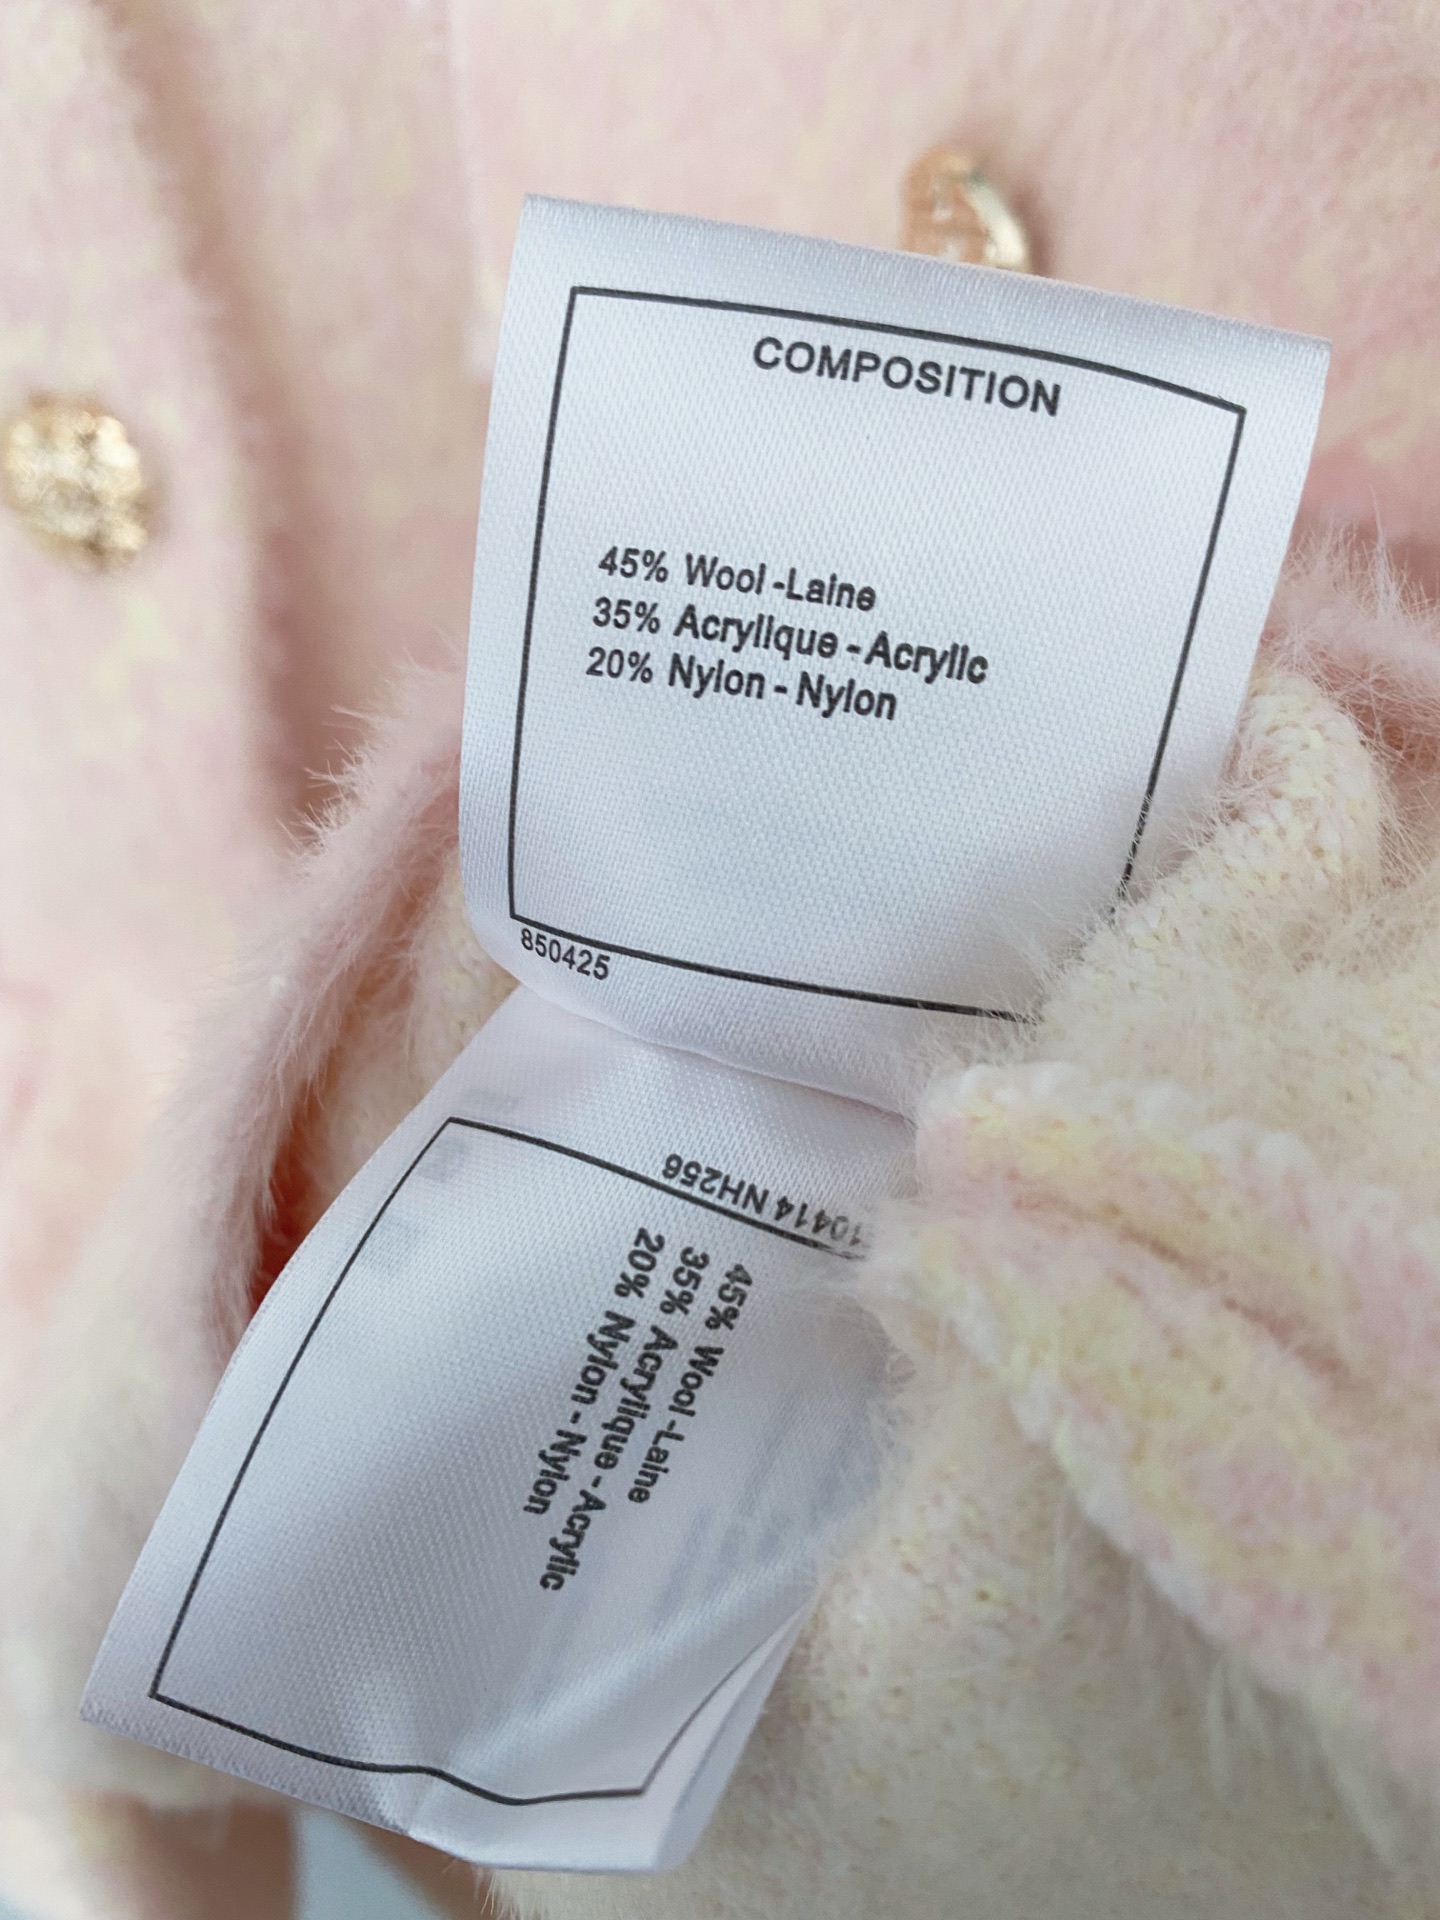 COMPOSITION
45% Wool -Laine
35% Acrylique - Acrylic
20% Nylon - Nylon
850425
10414 NH256
45% Wool -Laine
35% Acrylique - Acrylic
20% Nylon - Nylon